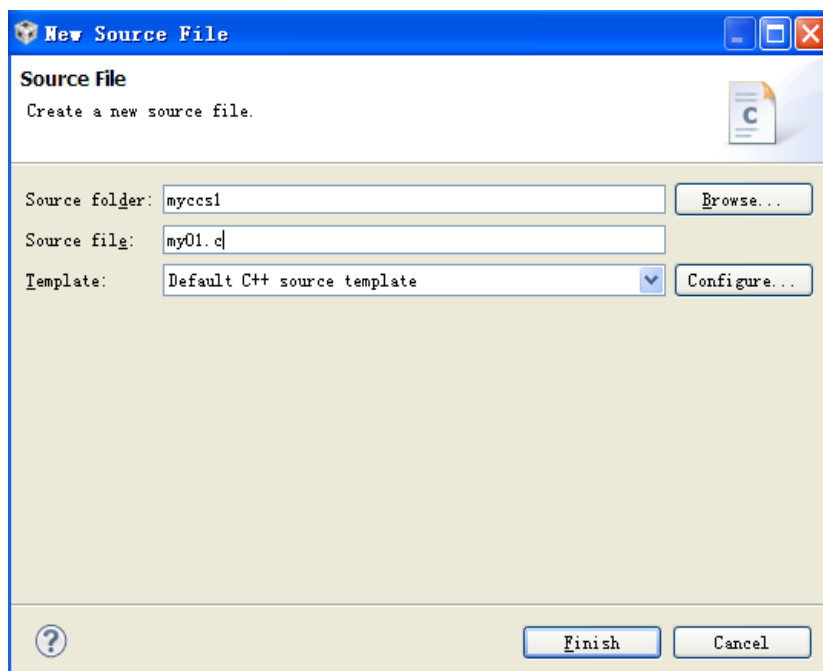 New Source File
Source File
Create a new source file.
C
Source folder: myccs1 Browse...
Source file: my01.c
Template: Default C++ source template Configure...
? Finish Cancel